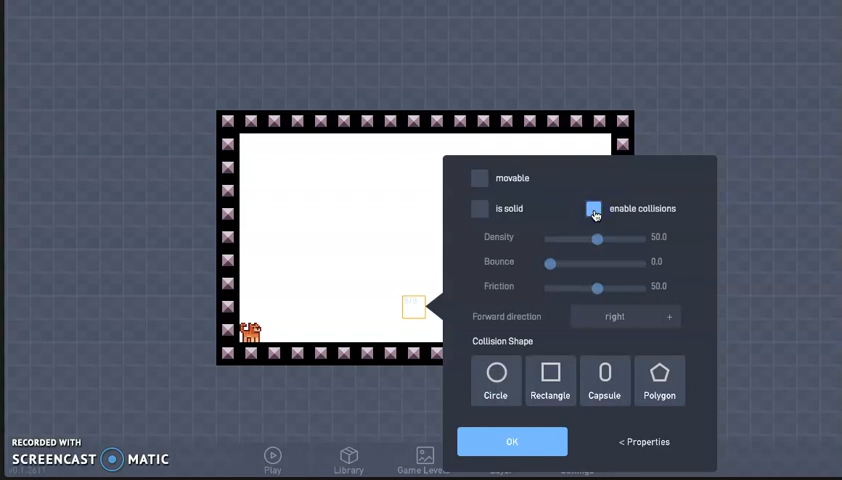 movable
is solid
enable collisions
Density
50.0
Bounce
0.0
Friction
50.0
Forward direction
right +
Collision Shape
Circle
Rectangle
Capsule
Polygon
OK
< Properties
RECORDED WITH
SCREENCAST MATIC
Play
Library
Game Level